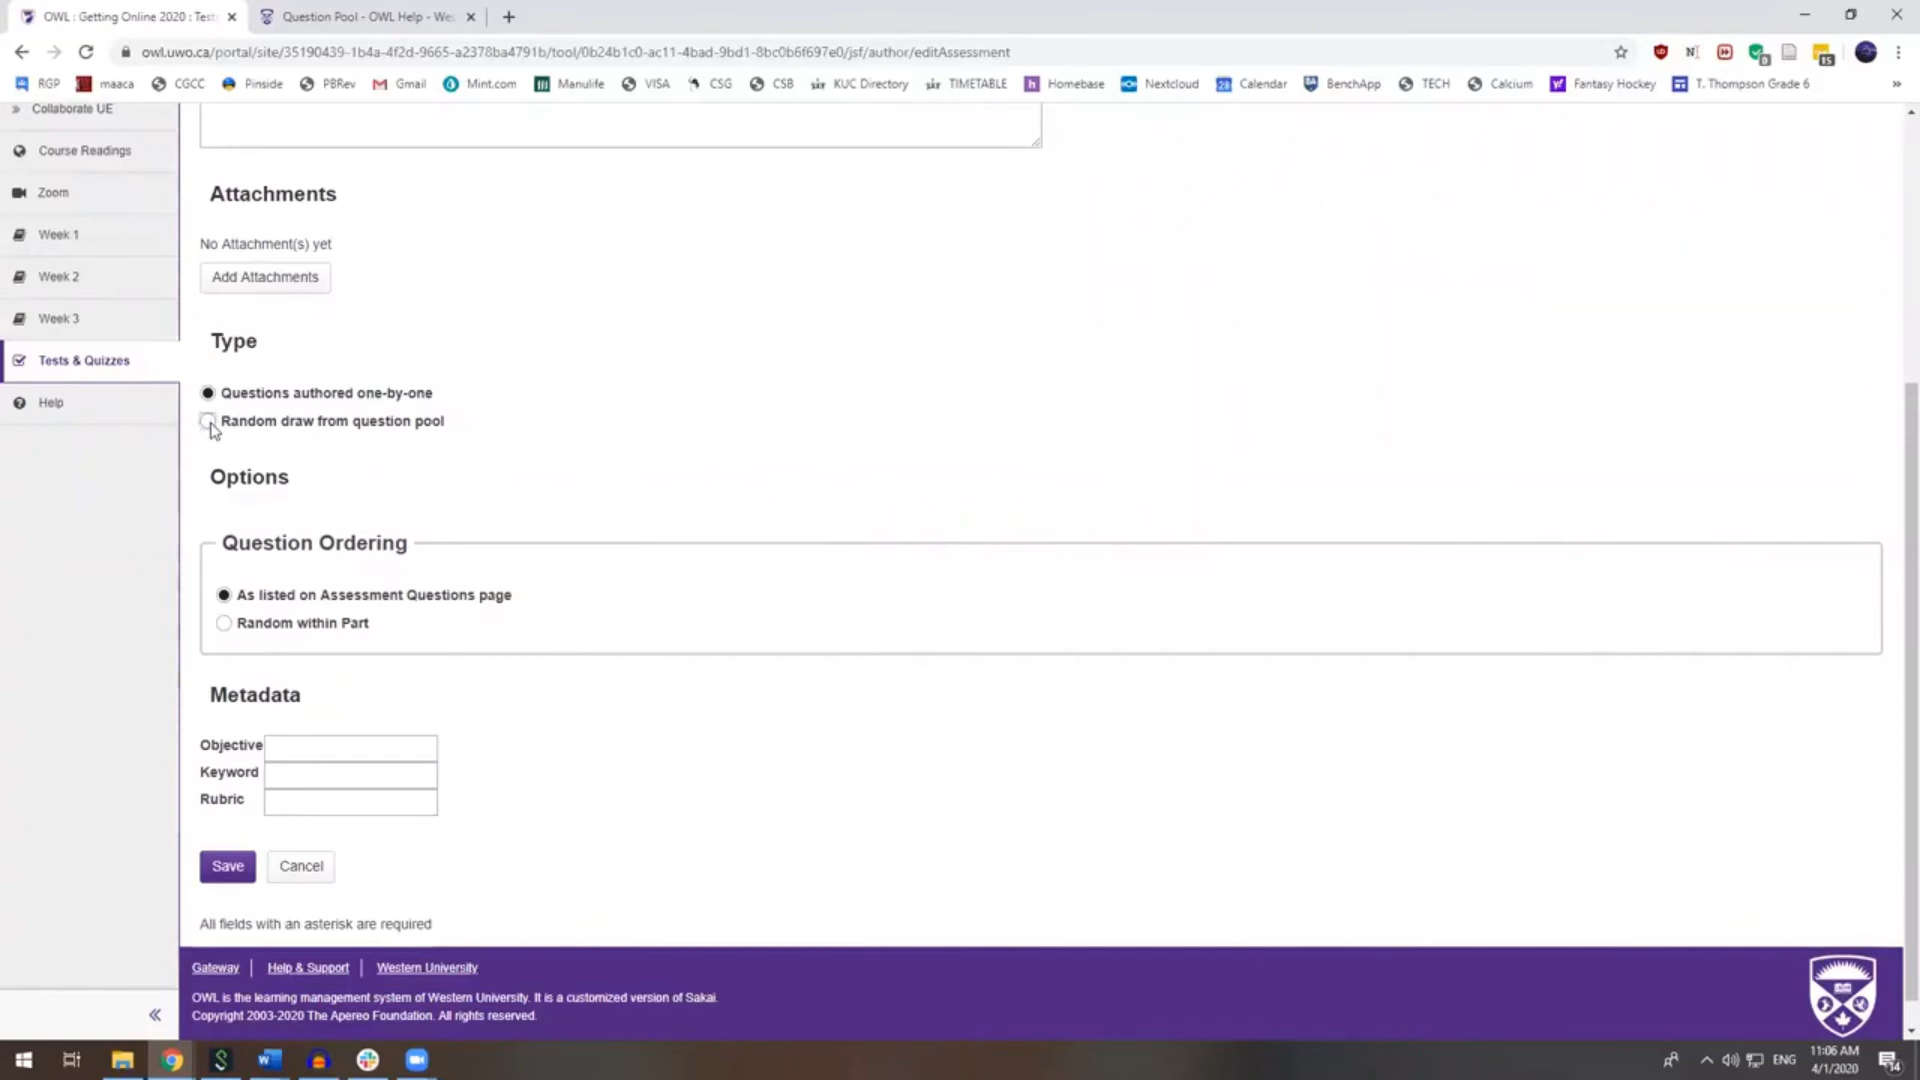 OWL : Getting Online 2020 : Test
Question Pool - OWL Help - Wes
owl.uwo.ca/portal/site/35190439-1b4a-4f2d-9665-a2378ba4791b/tool/0b24b1c0-ac11-4bad-9bd1-8bc0b6f697e0/jsf/author/editAssessment
RGP maaca CGCC Pinside PBRev Gmail Mint.com Manulife VISA CSG CSB KUC Directory TIMETABLE Homebase Nextcloud 28 Calendar BenchApp TECH Calcium Fantasy Hockey T. Thompson Grade 6 »
Collaborate UE
Course Readings
Zoom
Week 1
Week 2
Week 3
Tests & Quizzes
Help
Attachments
No Attachment(s) yet
Add Attachments
Type
Questions authored one-by-one
Random draw from question pool
Options
Question Ordering
As listed on Assessment Questions page
Random within Part
Metadata
Objective
Keyword
Rubric
Save Cancel
All fields with an asterisk are required
Gateway | Help & Support | Western University
OWL is the learning management system of Western University. It is a customized version of Sakai.
Copyright 2003-2020 The Apereo Foundation. All rights reserved.
ENG
11:06 AM
4/1/2020